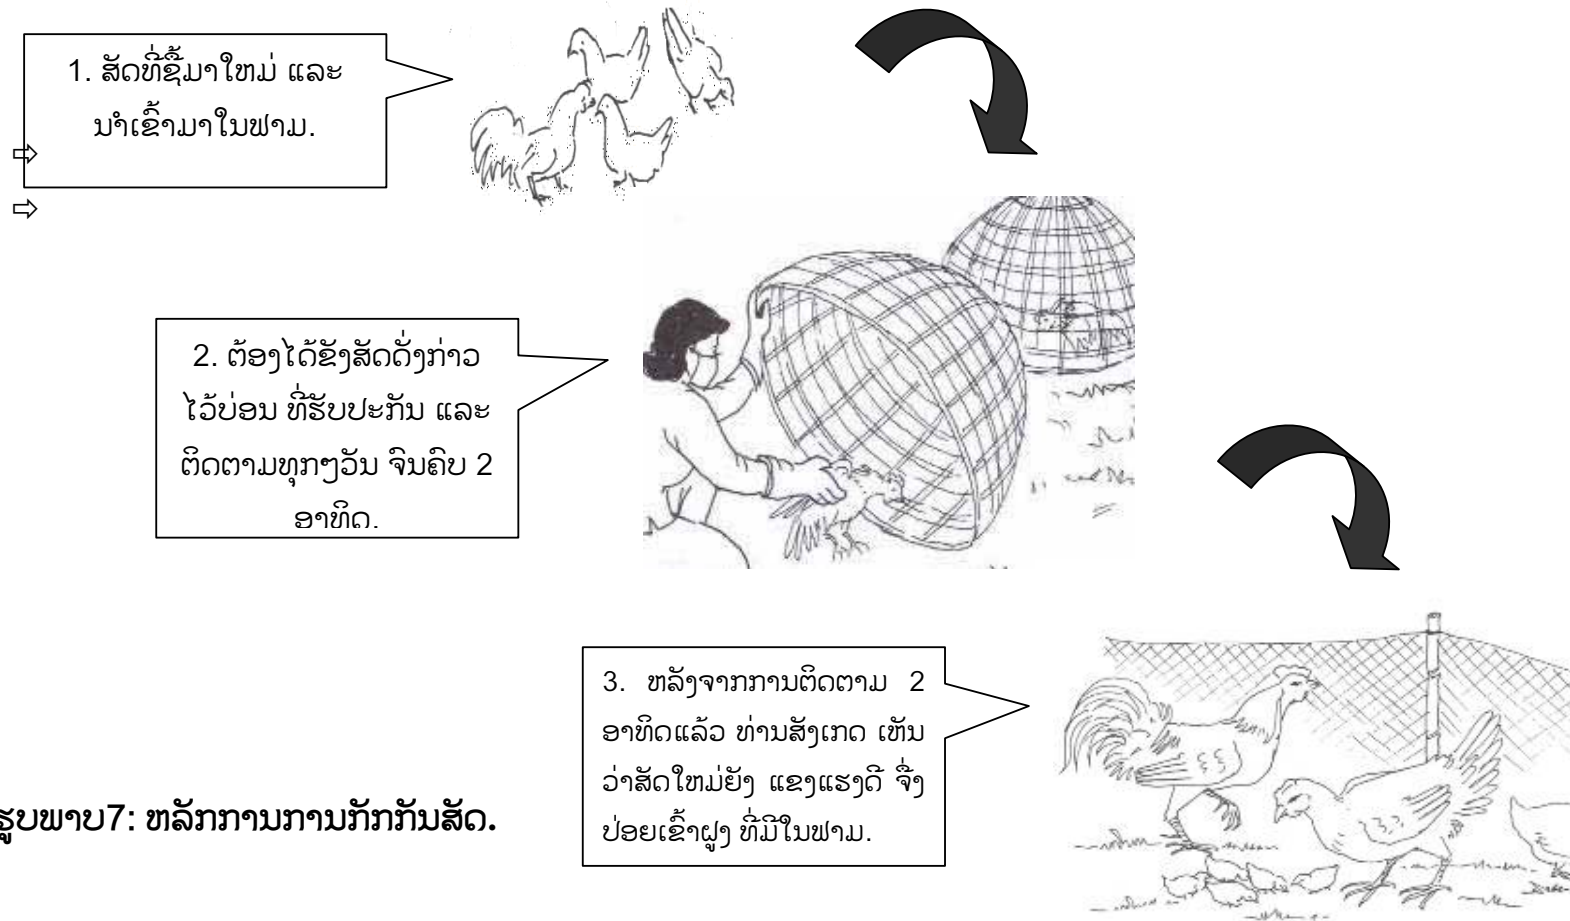 1. ສັດທີ່ຊື້ມາໃຫມ່ ແລະ
ນຳເຂົ້າມາໃນຟາມ.
⇨
⇨
2. ຕ້ອງໄດ້ຂັງສັດດັ່ງກ່າວ
ໄວ້ບ່ອນ ທີ່ຮັບປະກັນ ແລະ
ຕິດຕາມທຸກໆວັນ ຈົນຄົບ 2
ອາທິດ.
3. ຫລັງຈາກການຕິດຕາມ 2
ອາທິດແລ້ວ ທ່ານສັງເກດ ເຫັນ
ວ່າສັດໃຫມ່ຍັງ ແຂງແຮງດີ ຈື່ງ
ປ່ອຍເຂົ້າຝູງ ທີ່ມີໃນຟາມ.
ຮູບພາບ7: ຫລັກການການກັກກັນສັດ.